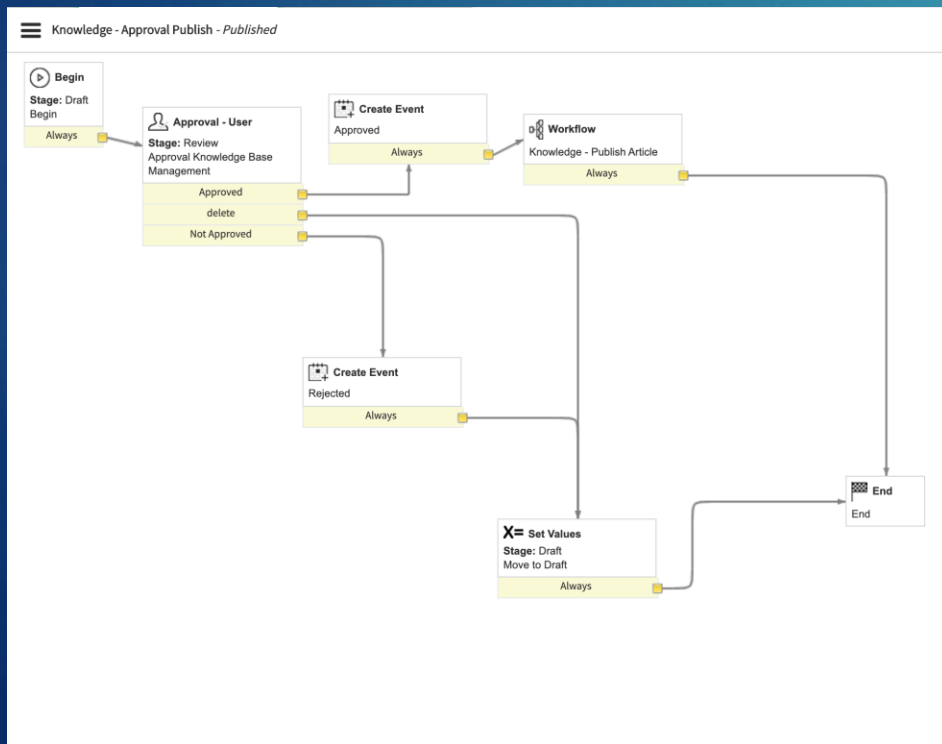 Knowledge - Approval Publish - Published
Begin
Stage: Draft
Begin
Always
Approval - User
Stage: Review
Approval Knowledge Base
Management
Approved
delete
Not Approved
Create Event
Approved
Always
Workflow
Knowledge - Publish Article
Always
Create Event
Rejected
Always
X= Set Values
Stage: Draft
Move to Draft
Always
End
End